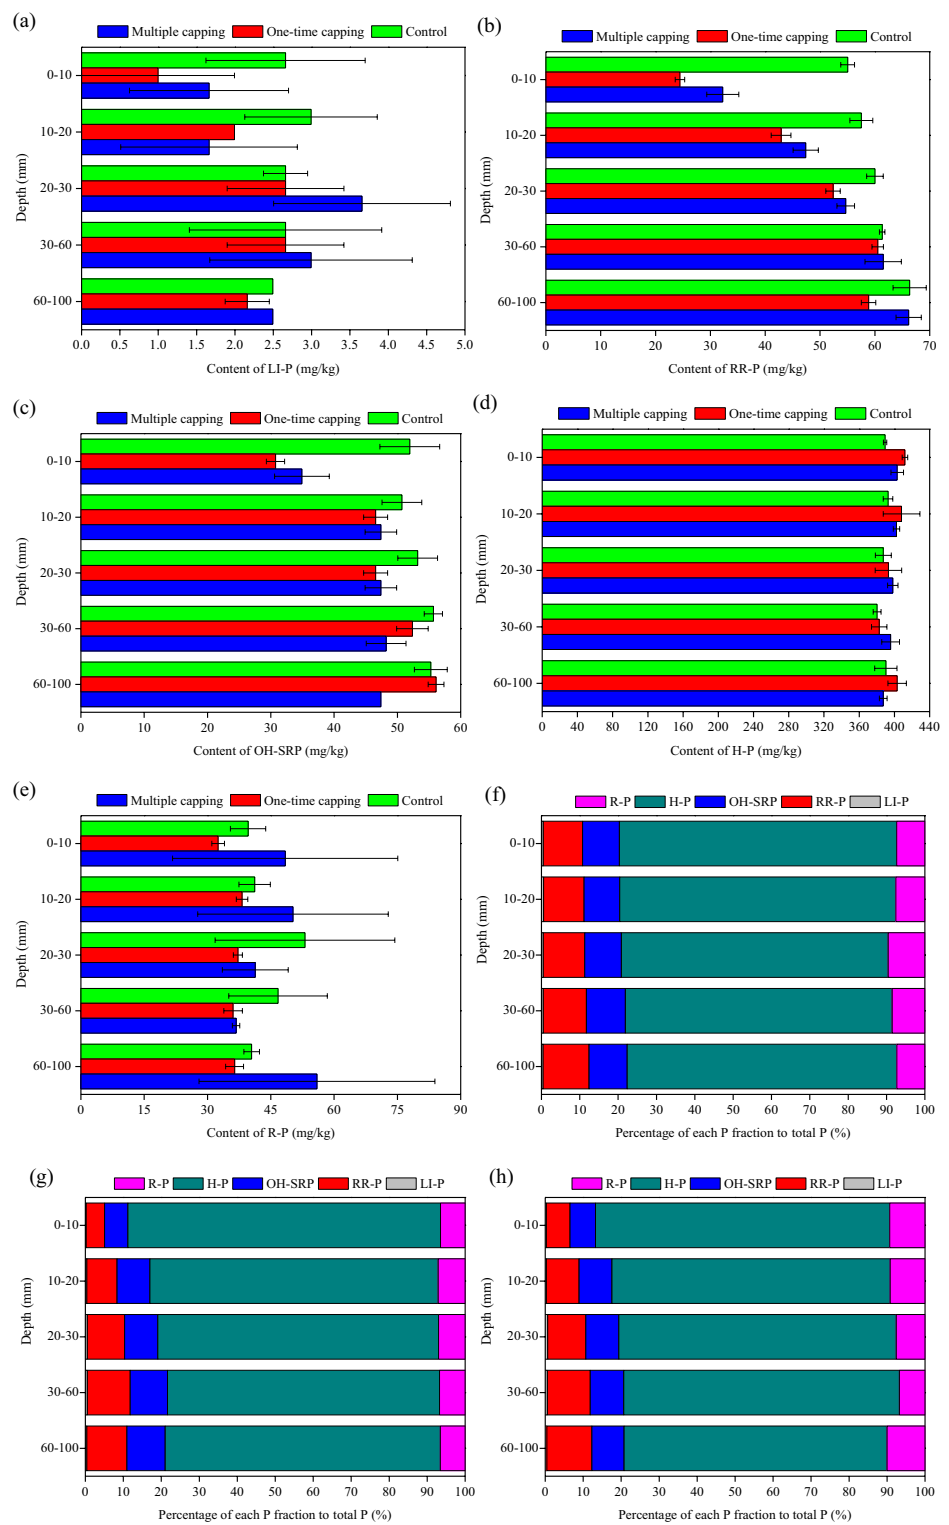 (a)
Multiple capping One-time capping Control
Depth (mm)
0-10
10-20
20-30
30-60
60-100
0.0 0.5 1.0 1.5 2.0 2.5 3.0 3.5 4.0 4.5 5.0
Content of LI-P (mg/kg)
(b)
Multiple capping One-time capping Control
Depth (mm)
0-10
10-20
20-30
30-60
60-100
0 10 20 30 40 50 60 70
Content of RR-P (mg/kg)
(c)
Multiple capping One-time capping Control
Depth (mm)
0-10
10-20
20-30
30-60
60-100
0 10 20 30 40 50 60
Content of OH-SRP (mg/kg)
(d)
Multiple capping One-time capping Control
Depth (mm)
0-10
10-20
20-30
30-60
60-100
0 40 80 120 160 200 240 280 320 360 400 440
Content of H-P (mg/kg)
(e)
Multiple capping One-time capping Control
Depth (mm)
0-10
10-20
20-30
30-60
60-100
0 15 30 45 60 75 90
Content of R-P (mg/kg)
(f)
R-P H-P OH-SRP RR-P LI-P
Depth (mm)
0-10
10-20
20-30
30-60
60-100
0 10 20 30 40 50 60 70 80 90 100
Percentage of each P fraction to total P (%)
(g)
R-P H-P OH-SRP RR-P LI-P
Depth (mm)
0-10
10-20
20-30
30-60
60-100
0 10 20 30 40 50 60 70 80 90 100
Percentage of each P fraction to total P (%)
(h)
R-P H-P OH-SRP RR-P LI-P
Depth (mm)
0-10
10-20
20-30
30-60
60-100
0 10 20 30 40 50 60 70 80 90 100
Percentage of each P fraction to total P (%)